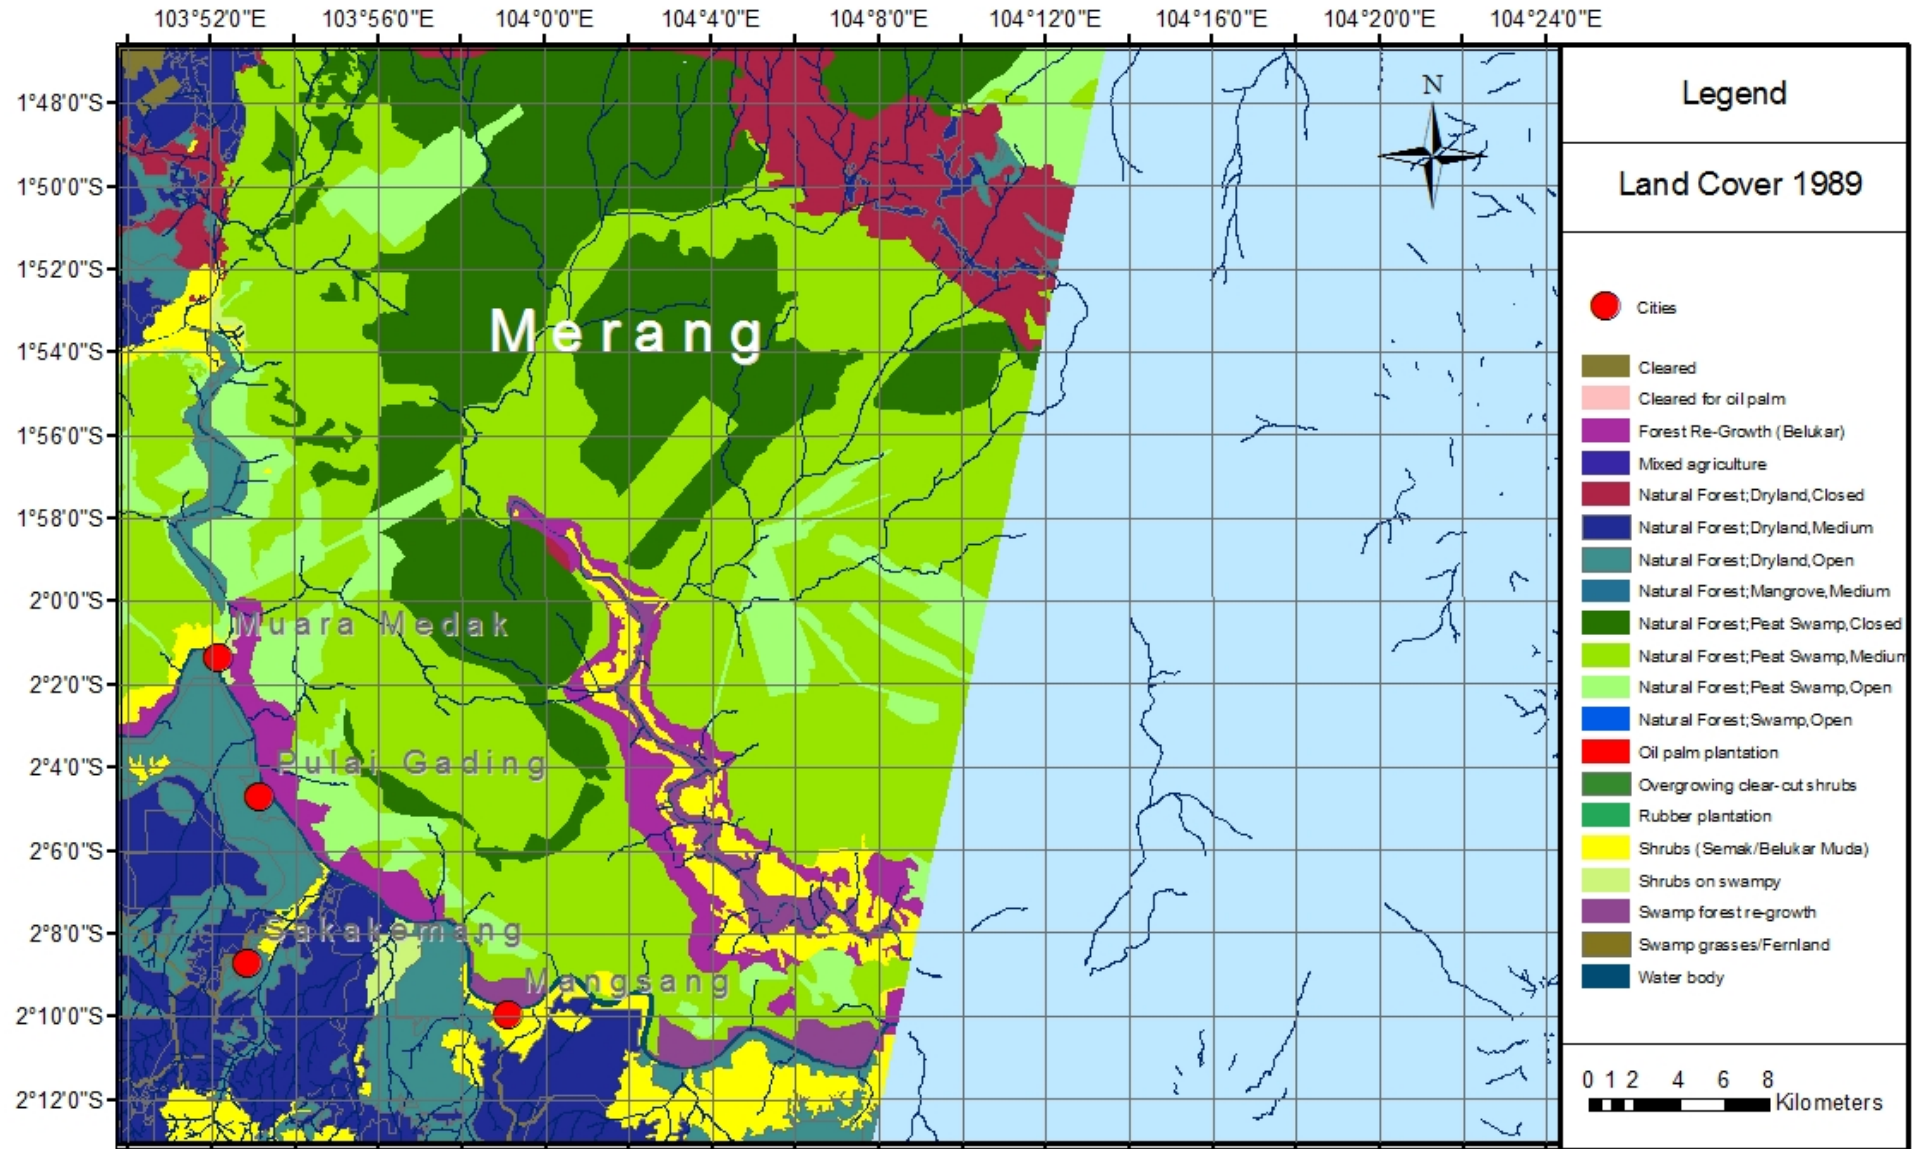 103°52'0"E 103°56'0"E 104°0'0"E 104°4'0"E 104°8'0"E 104°12'0"E 104°16'0"E 104°20'0"E 104°24'0"E
1°48'0"S
1°50'0"S
1°52'0"S
1°54'0"S
1°56'0"S
1°58'0"S
2°0'0"S
2°2'0"S
2°4'0"S
2°6'0"S
2°8'0"S
2°10'0"S
2°12'0"S
N
Merang
Muara Medak
Pulai Gading
Sakakemang
Mangsang
Legend
Land Cover 1989
Cities
Cleared
Cleared for oil palm
Forest Re-Growth (Belukar)
Mixed agriculture
Natural Forest;Dryland,Closed
Natural Forest;Dryland,Medium
Natural Forest;Dryland,Open
Natural Forest;Mangrove,Medium
Natural Forest;Peat Swamp,Closed
Natural Forest;Peat Swamp,Medium
Natural Forest;Peat Swamp,Open
Natural Forest;Swamp,Open
Oil palm plantation
Overgrowing clear-cut shrubs
Rubber plantation
Shrubs (Semak/Belukar Muda)
Shrubs on swampy
Swamp forest re-growth
Swamp grasses/Fernland
Water body
0 1 2 4 6 8
Kilometers